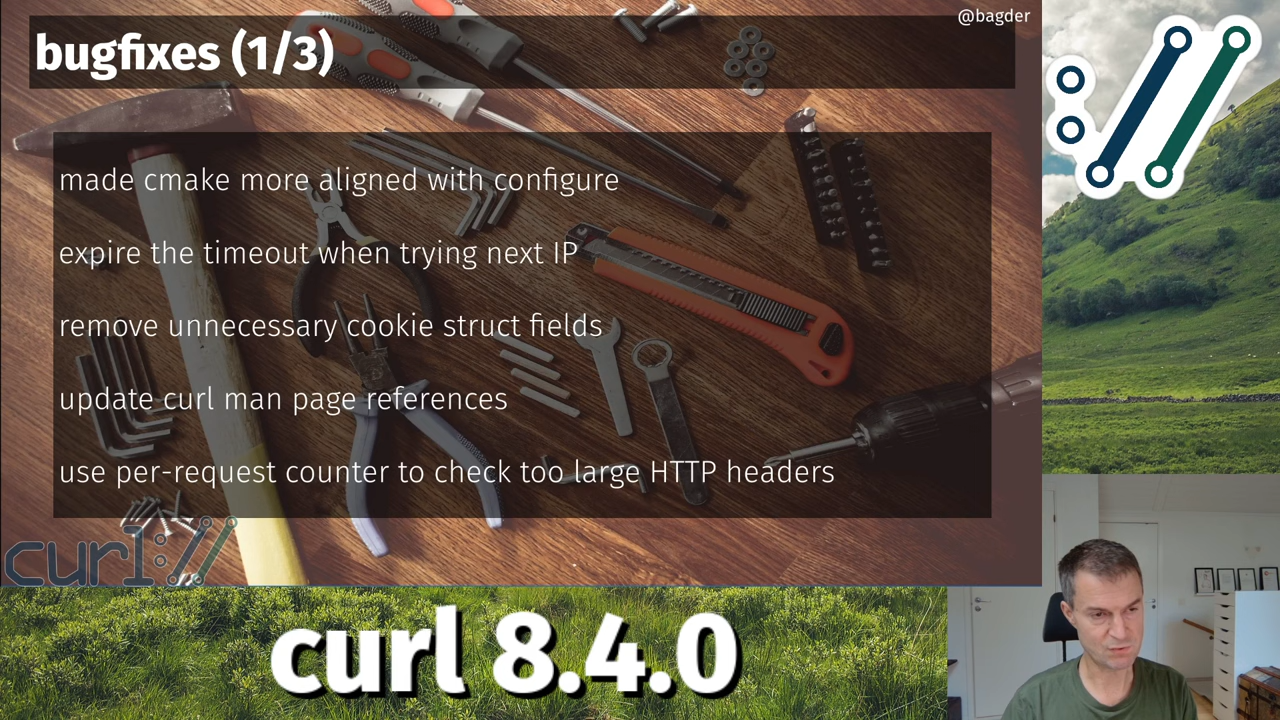 @bagder
bugfixes (1/3)
made cmake more aligned with configure
expire the timeout when trying next IP
remove unnecessary cookie struct fields
update curl man page references
use per-request counter to check too large HTTP headers
curl://
curl 8.4.0